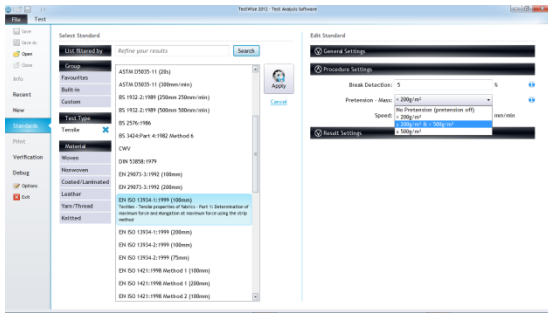 TestWise 2012 - Test Analysis Software
File
Test
Save
Save As
Open
Close
Info
Recent
New
Standards
Print
Verification
Debug
Options
Exit
Select Standard
List filtered by
Refine your results
Search
Group
Favourites
Built-in
Custom
Test Type
Tensile
Material
Woven
Nonwoven
Coated/Laminated
Leather
Yarn/Thread
Knitted
ASTM D5035-11 (20s)
ASTM D5035-11 (300mm/min)
BS 1932-2:1989 (250mm 250mm/min)
BS 1932-2:1989 (500mm 500mm/min)
BS 2576:1986
BS 3424:Part 4:1982 Method 6
CWV
DIN 53858:1979
EN 29073-3:1992 (100mm)
EN 29073-3:1992 (200mm)
EN ISO 13934-1:1999 (100mm)
Textiles - Tensile properties of fabrics - Part 1: Determination of
maximum force and elongation at maximum force using the strip
method
EN ISO 13934-1:1999 (200mm)
EN ISO 13934-2:1999 (100mm)
EN ISO 13934-2:1999 (75mm)
EN ISO 1421:1998 Method 1 (100mm)
EN ISO 1421:1998 Method 1 (200mm)
EN ISO 1421:1998 Method 2 (100mm)
Apply
Cancel
Edit Standard
General Settings
Procedure Settings
Break Detection: 5 %
Pretension - Mass: < 200g/m²
No Pretension (pretension off)
< 200g/m²
≥ 200g/m² & < 500g/m²
≥ 500g/m²
Speed: mm/min
Result Settings